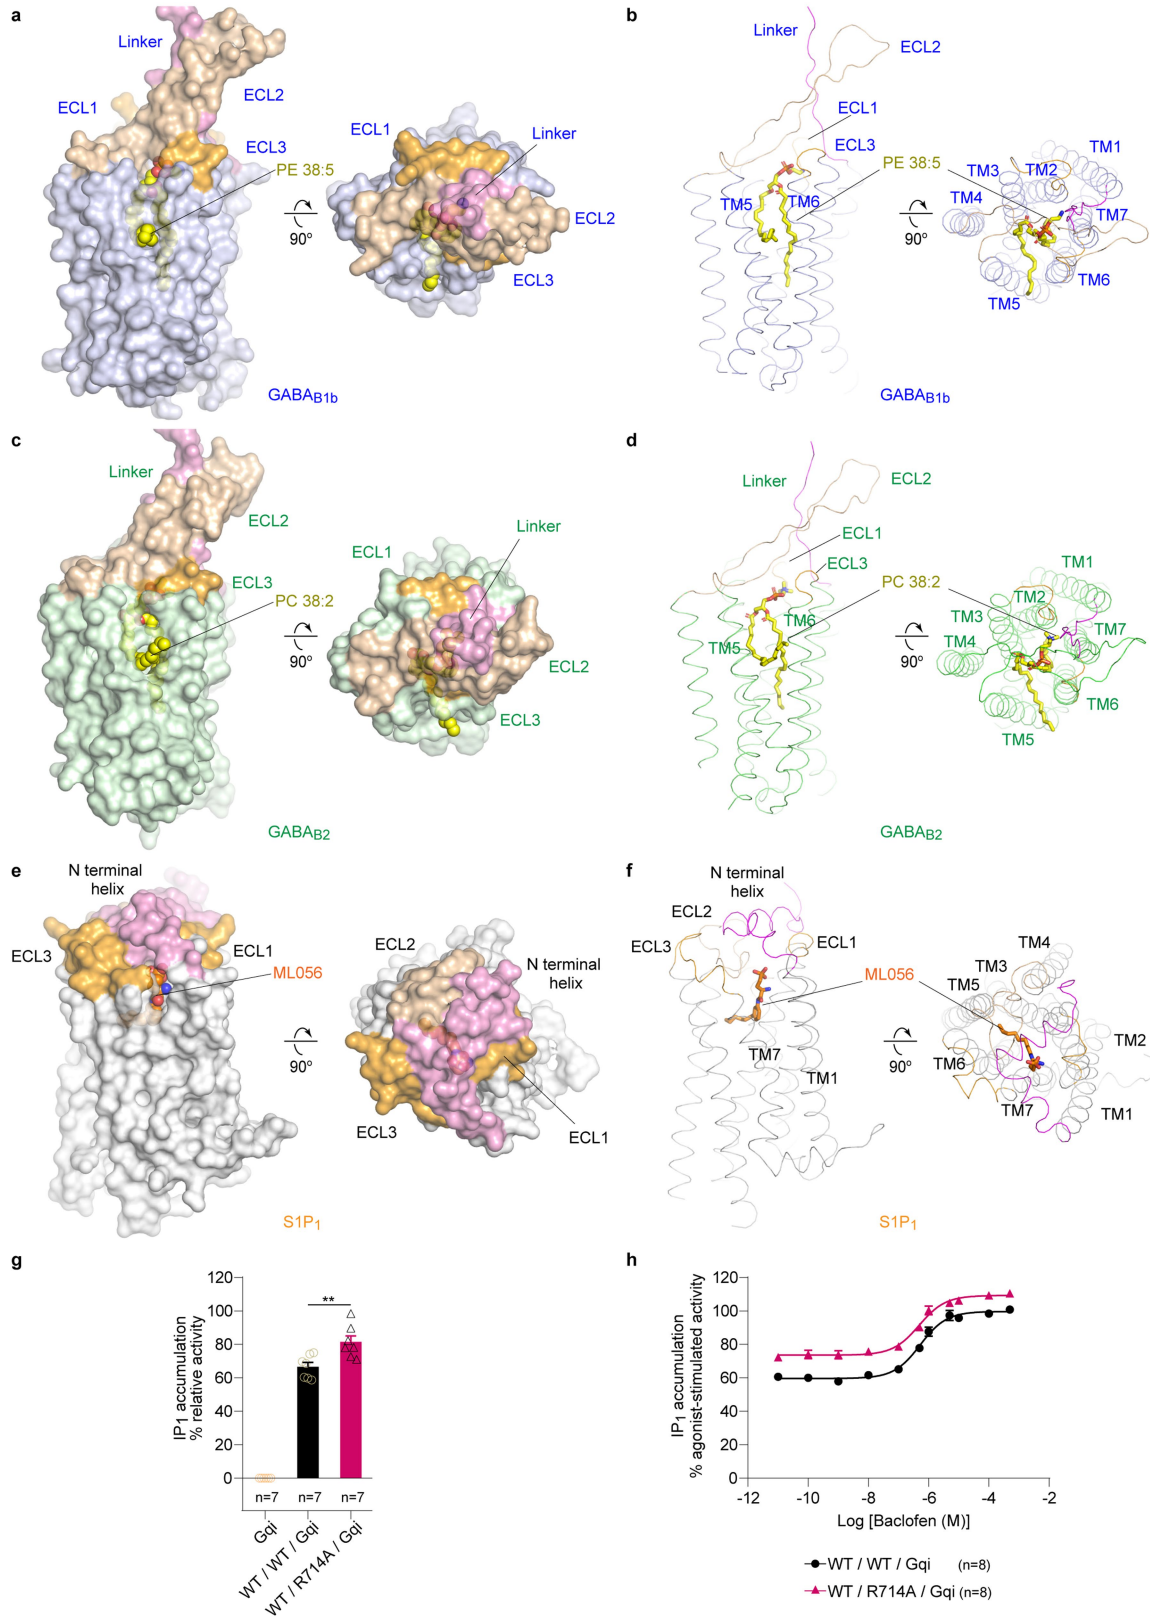 a
Linker
ECL1
ECL2
ECL3
PE 38:5
90°
ECL1
Linker
ECL2
ECL3
GABAB1b
b
Linker
ECL2
ECL1
ECL3
PE 38:5
TM5
TM6
90°
TM1
TM2
TM3
TM4
TM7
TM6
TM5
GABAB1b
c
Linker
ECL2
ECL3
PC 38:2
90°
ECL1
Linker
ECL2
ECL3
GABAB2
d
Linker
ECL2
ECL1
ECL3
PC 38:2
TM6
TM5
90°
TM1
TM2
TM3
TM4
TM7
TM6
TM5
GABAB2
e
N terminal
helix
ECL3
ECL1
ML056
90°
ECL2
N terminal
helix
ECL3
ECL1
S1P1
f
N terminal
helix
ECL2
ECL3
ECL1
ML056
TM7
TM1
90°
TM4
TM3
TM5
TM2
TM6
TM7
TM1
S1P1
g
IP1 accumulation
% relative activity
120
100
80
60
40
20
0
**
n=7
n=7
n=7
Gqi
WT / WT / Gqi
WT / R714A / Gqi
h
IP1 accumulation
% agonist-stimulated activity
120
100
80
60
40
20
0
-12
-10
-8
-6
-4
-2
Log [Baclofen (M)]
WT / WT / Gqi (n=8)
WT / R714A / Gqi (n=8)